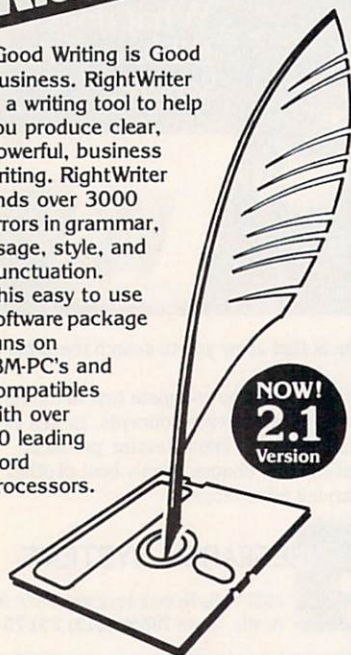 Good Writing is Good
usiness. RightWriter
a writing tool to help
ou produce clear,
owerful, business
riting. RightWriter
nds over 3000
rrors in grammar,
sage, style, and
unctuation.
his easy to use
oftware package
uns on
BM-PC's and
ompatibles
ith over
0 leading
ord
rocessors.
NOW!
2.1
Version